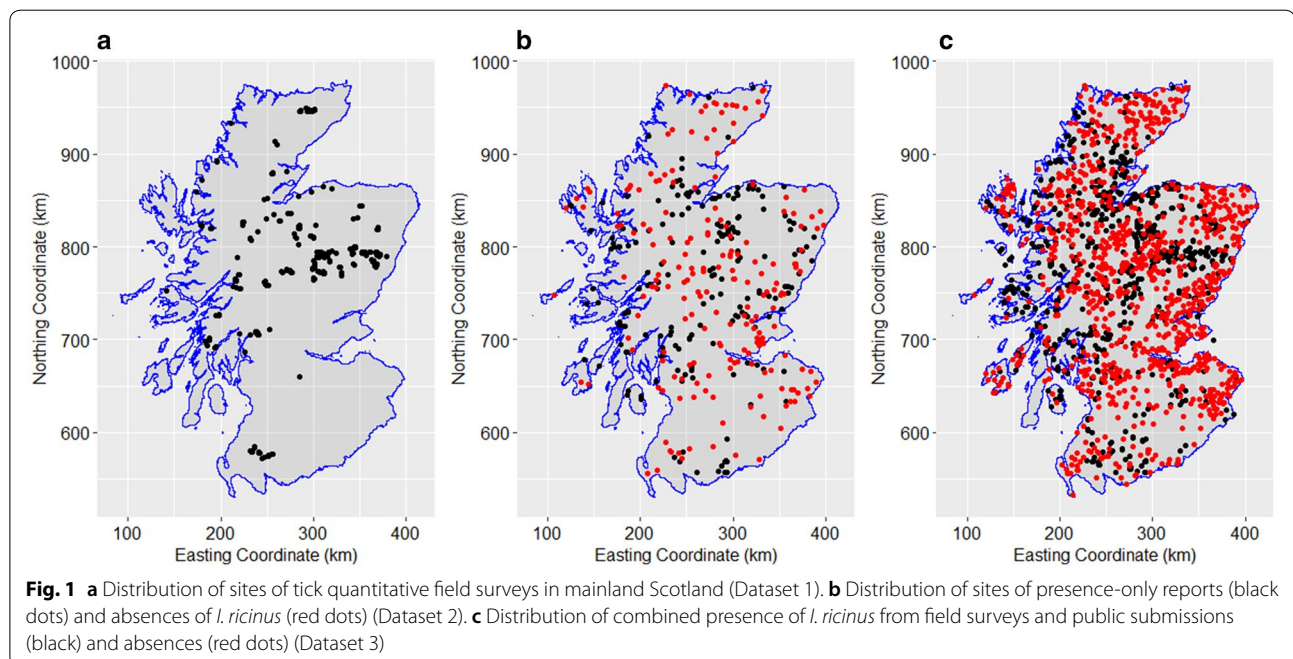 a
b
c
1000
900
800
700
600
Northing Coordinate (km)
100
200
300
400
Easting Coordinate (km)
1000
900
800
700
600
Northing Coordinate (km)
100
200
300
400
Easting Coordinate (km)
1000
900
800
700
600
Northing Coordinate (km)
100
200
300
400
Easting Coordinate (km)
Fig. 1 a Distribution of sites of tick quantitative field surveys in mainland Scotland (Dataset 1). b Distribution of sites of presence-only reports (black
dots) and absences of I. ricinus (red dots) (Dataset 2). c Distribution of combined presence of I. ricinus from field surveys and public submissions
(black) and absences (red dots) (Dataset 3)